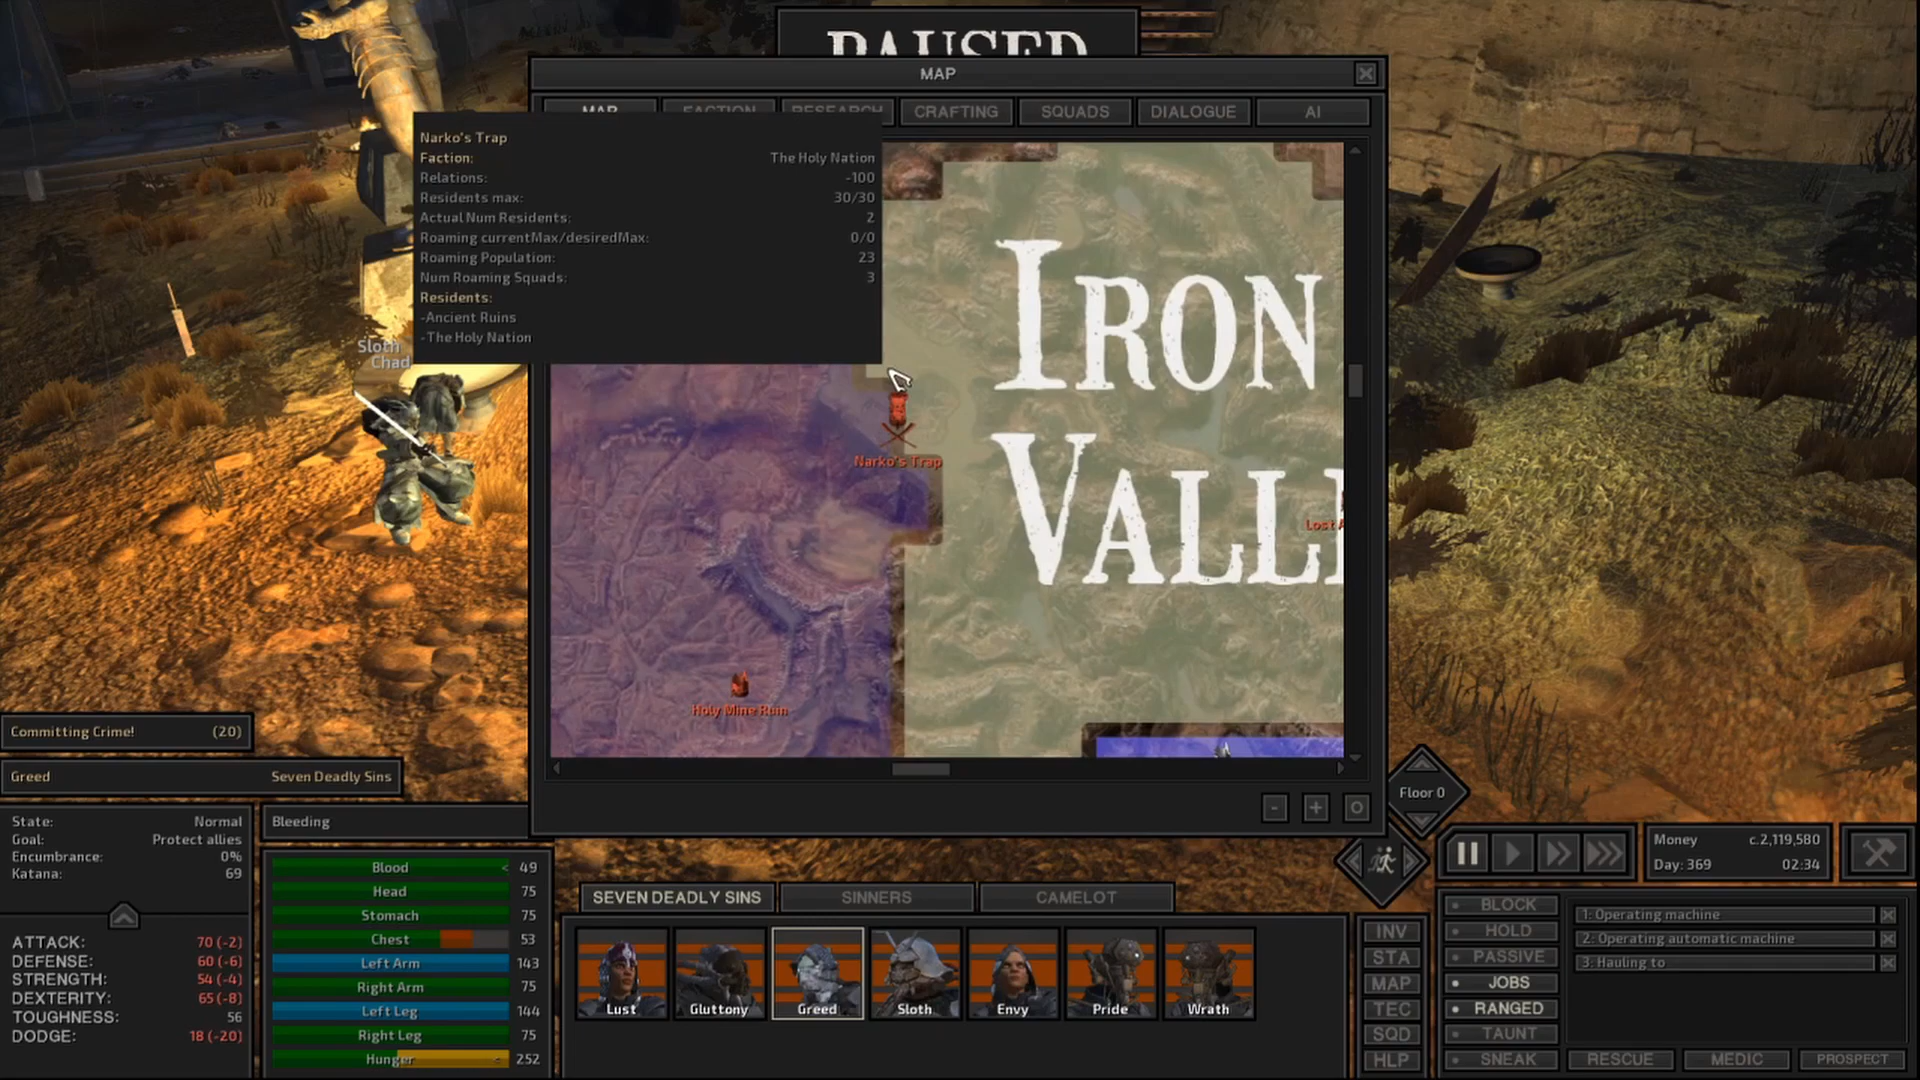 PAUSED
MAP
MAP FACTION RESEARCH CRAFTING SQUADS DIALOGUE AI
Narko's Trap
Faction: The Holy Nation
Relations: -100
Residents max: 30/30
Actual Num Residents: 2
Roaming currentMax/desiredMax: 0/0
Roaming Population: 23
Num Roaming Squads: 3
Residents:
-Ancient Ruins
-The Holy Nation
IRON
VALL
Narko's Trap
Lost
Holy Mine Ruin
Sloth
Chad
Committing Crime! (20)
Greed Seven Deadly Sins
State: Normal
Goal: Protect allies
Encumbrance: 0%
Katana: 69
ATTACK: 70 (-2)
DEFENSE: 60 (-6)
STRENGTH: 54 (-4)
DEXTERITY: 65 (-8)
TOUGHNESS: 56
DODGE: 18 (-20)
Bleeding
Blood < 49
Head 75
Stomach 75
Chest 53
Left Arm 143
Right Arm 75
Left Leg 144
Right Leg 75
Hunger < 252
- + O
SEVEN DEADLY SINS SINNERS CAMELOT
Lust Gluttony Greed Sloth Envy Pride Wrath
Floor 0
Money c.2,119,580
Day: 369 02:34
INV
STA
MAP
TEC
SQD
HLP
BLOCK
HOLD
PASSIVE
JOBS
RANGED
TAUNT
SNEAK
1: Operating machine
2: Operating automatic machine
3: Hauling to
RESCUE MEDIC PROSPECT